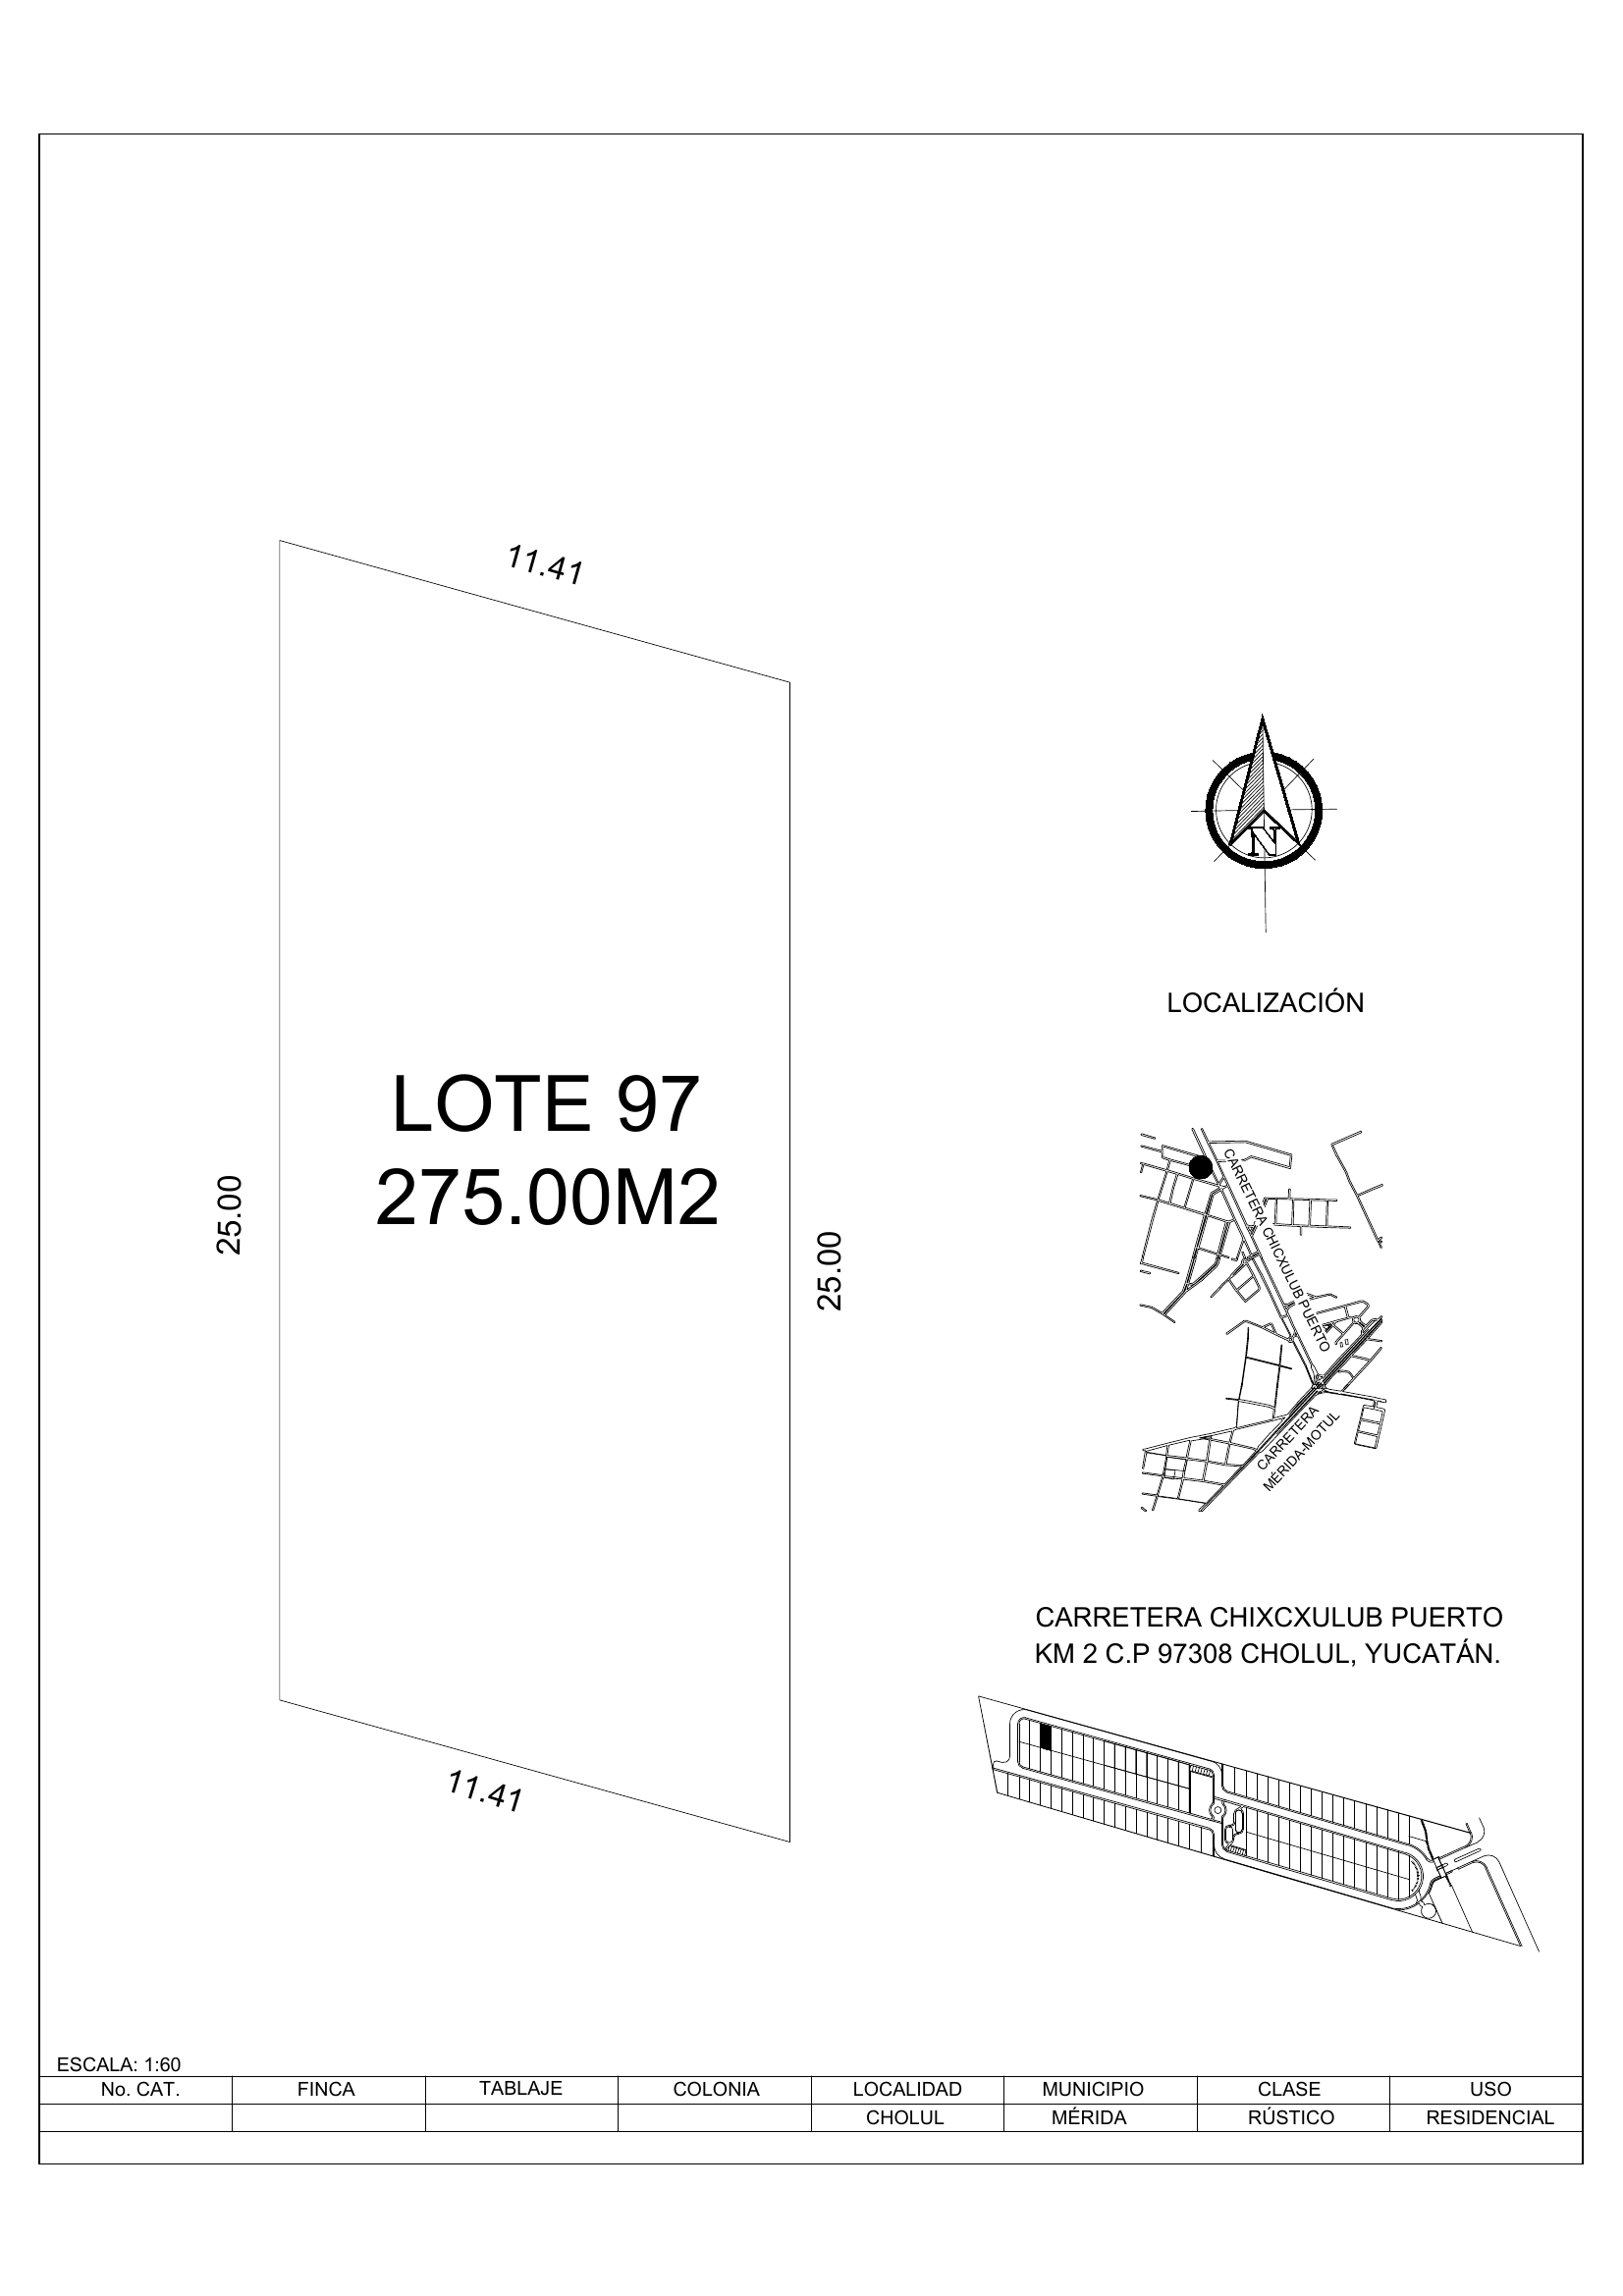 11.41
25.00
LOTE 97
275.00M2
25.00
11.41
N
LOCALIZACIÓN
CARRETERA CHICXULUB PUERTO
CARRETERA
MÉRIDA-MOTUL
CARRETERA CHIXCXULUB PUERTO
KM 2 C.P 97308 CHOLUL, YUCATÁN.
ESCALA: 1:60
No. CAT. FINCA TABLAJE COLONIA LOCALIDAD MUNICIPIO CLASE USO
CHOLUL MÉRIDA RÚSTICO RESIDENCIAL